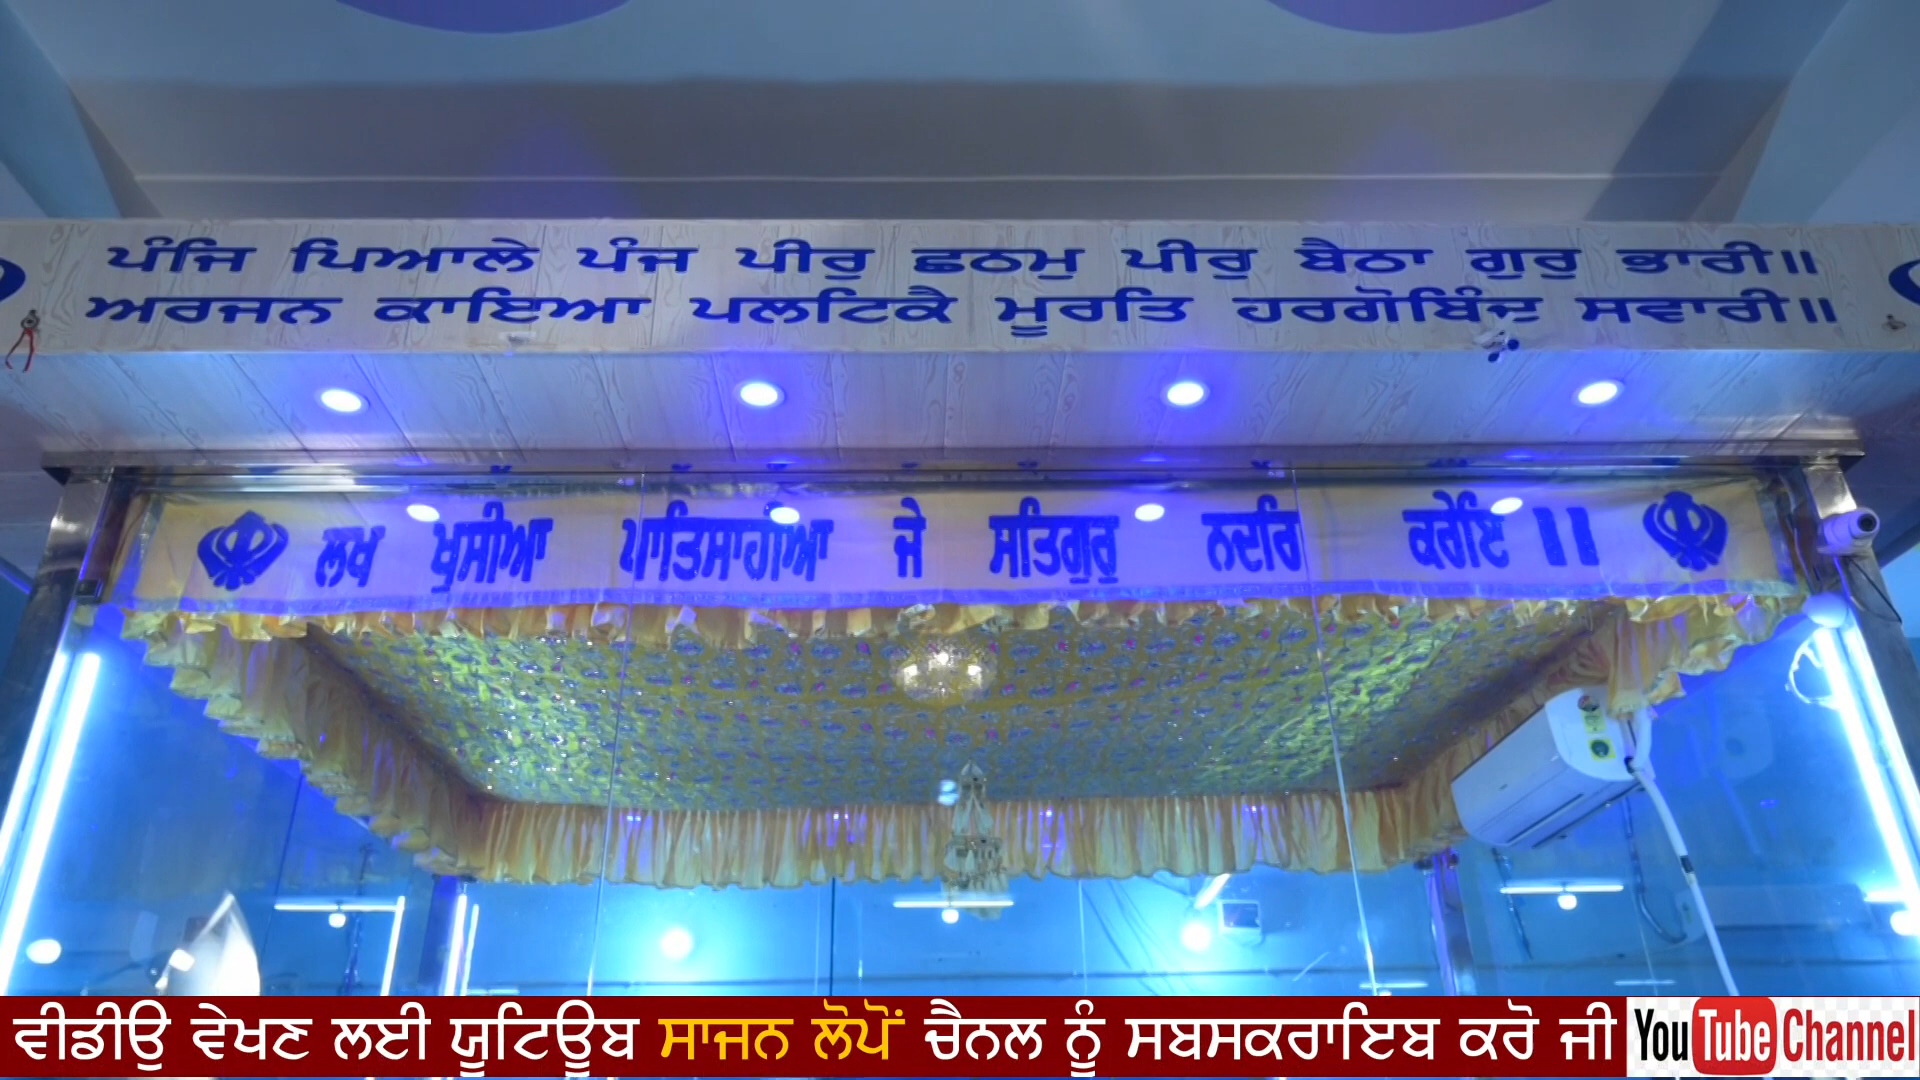 ਪੰਜਿ ਪਿਆਲੇ ਪੰਜ ਪੀਰੁ ਛਠਮੁ ਪੀਰੁ ਬੈਠਾ ਗੁਰੁ ਭਾਰੀ॥
ਅਰਜਨ ਕਾਇਆ ਪਲਟਿਕੈ ਮੂਰਤਿ ਹਰਗੋਬਿੰਦ ਸਵਾਰੀ॥
ਲਖ ਖੁਸੀਆ ਪਾਤਿਸਾਹੀਆ ਜੇ ਸਤਿਗੁਰੁ ਨਦਰਿ ਕਰੇਇ ॥
ਵੀਡੀਉ ਵੇਖਣ ਲਈ ਯੂਟਿਊਬ ਸਾਜਨ ਲੋਪੋਂ ਚੈਨਲ ਨੂੰ ਸਬਸਕਰਾਇਬ ਕਰੋ ਜੀ YouTube Channel